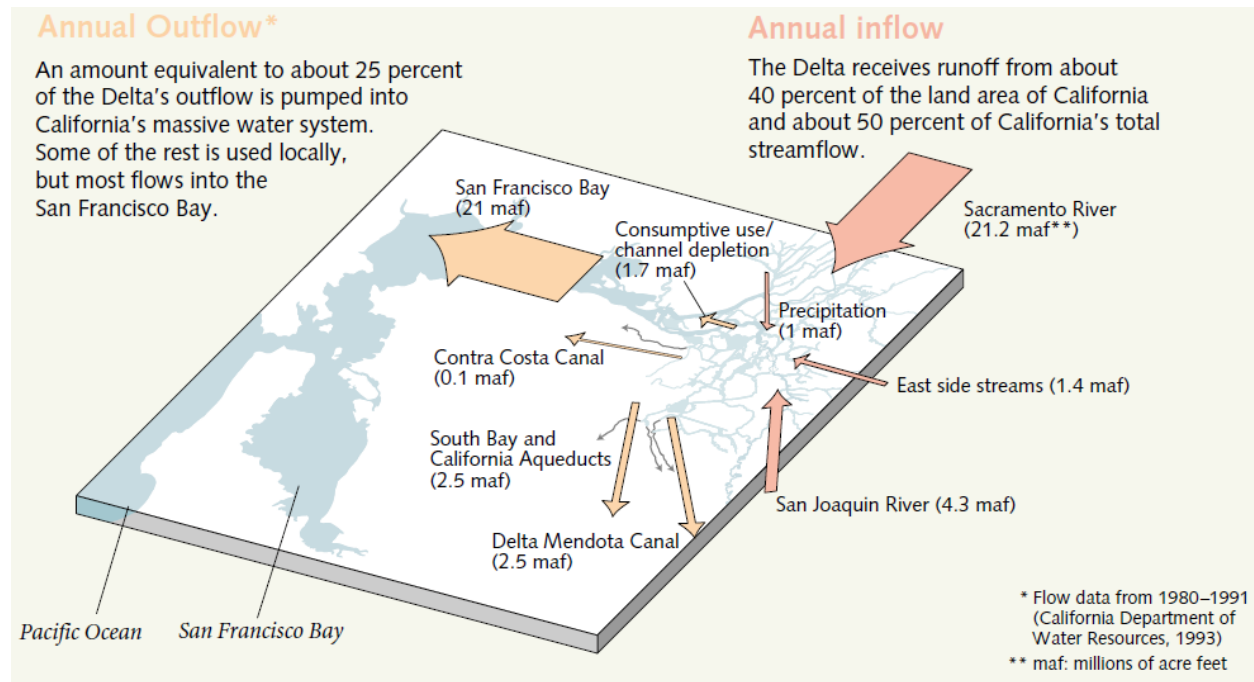 Annual Outflow*
An amount equivalent to about 25 percent
of the Delta's outflow is pumped into
California's massive water system.
Some of the rest is used locally,
but most flows into the
San Francisco Bay.
Annual inflow
The Delta receives runoff from about
40 percent of the land area of California
and about 50 percent of California's total
streamflow.
San Francisco Bay
(21 maf)
Consumptive use/
channel depletion
(1.7 maf)
Sacramento River
(21.2 maf**)
Precipitation
(1 maf)
Contra Costa Canal
(0.1 maf)
East side streams (1.4 maf)
South Bay and
California Aqueducts
(2.5 maf)
San Joaquin River (4.3 maf)
Delta Mendota Canal
(2.5 maf)
Pacific Ocean
San Francisco Bay
* Flow data from 1980–1991
(California Department of
Water Resources, 1993)
** maf: millions of acre feet